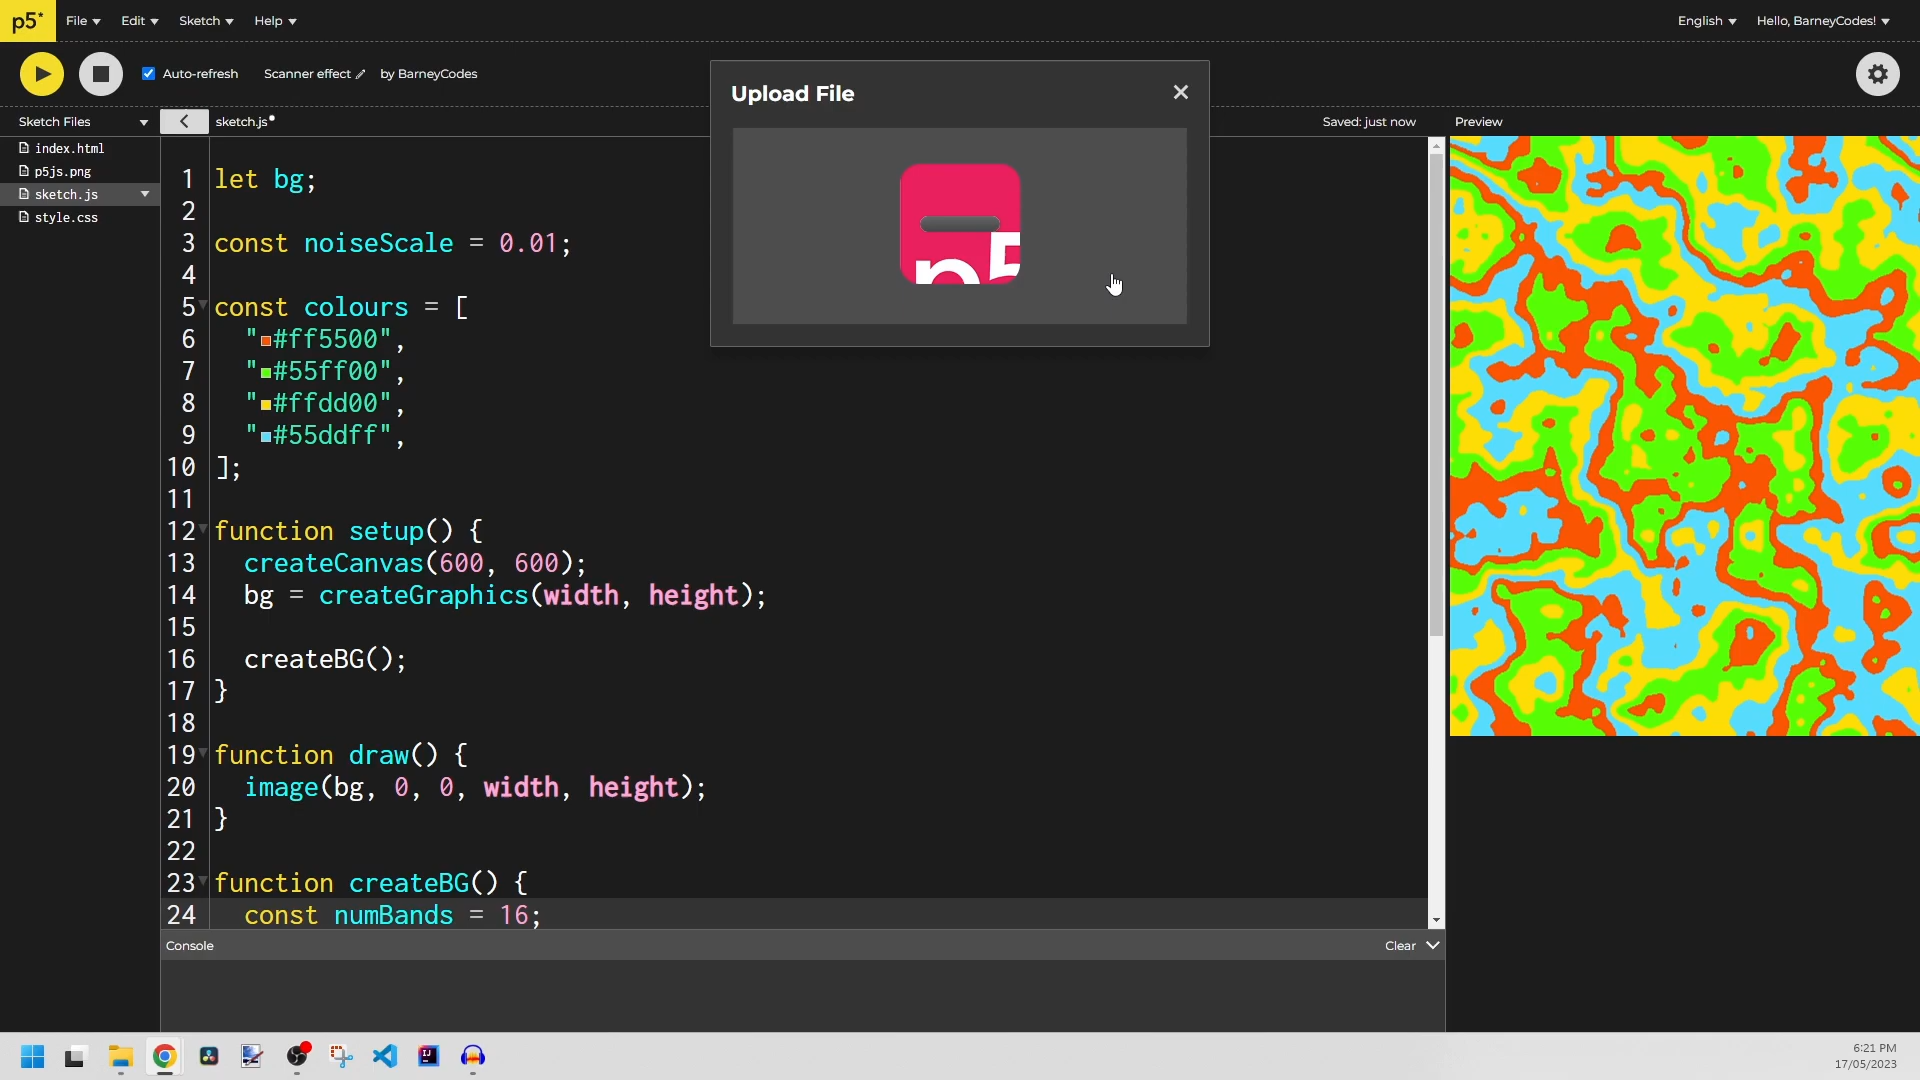 p5*
File
Edit
Sketch
Help
English
Hello, BarneyCodes!
Auto-refresh
Scanner effect
by BarneyCodes
Upload File
p5
Sketch Files
sketch.js
Saved: just now
Preview
index.html
p5js.png
sketch.js
style.css
1 let bg;
2
3 const noiseScale = 0.01;
4
5 const colours = [
6 "#ff5500",
7 "#55ff00",
8 "#ffdd00",
9 "#55ddff",
10 ];
11
12 function setup() {
13 createCanvas(600, 600);
14 bg = createGraphics(width, height);
15
16 createBG();
17 }
18
19 function draw() {
20 image(bg, 0, 0, width, height);
21 }
22
23 function createBG() {
24 const numBands = 16;
Console
Clear
6:21 PM
17/05/2023